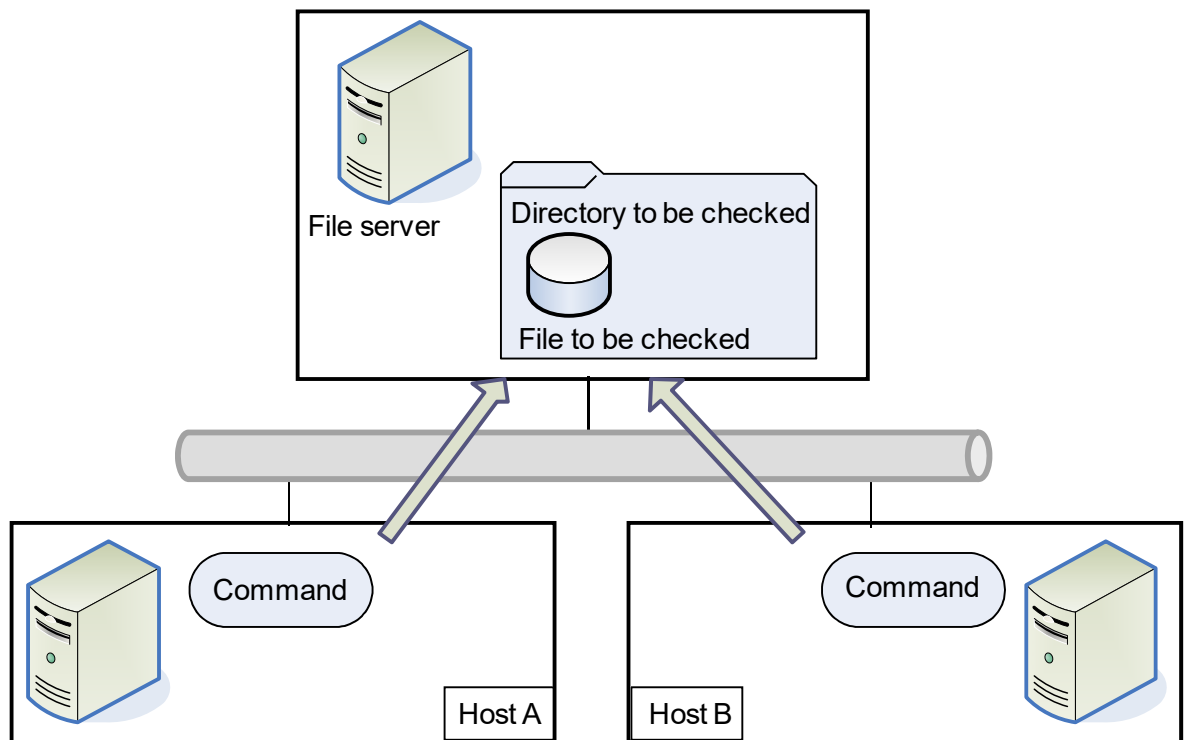 File server
Directory to be checked
File to be checked
Command
Command
Host A
Host B